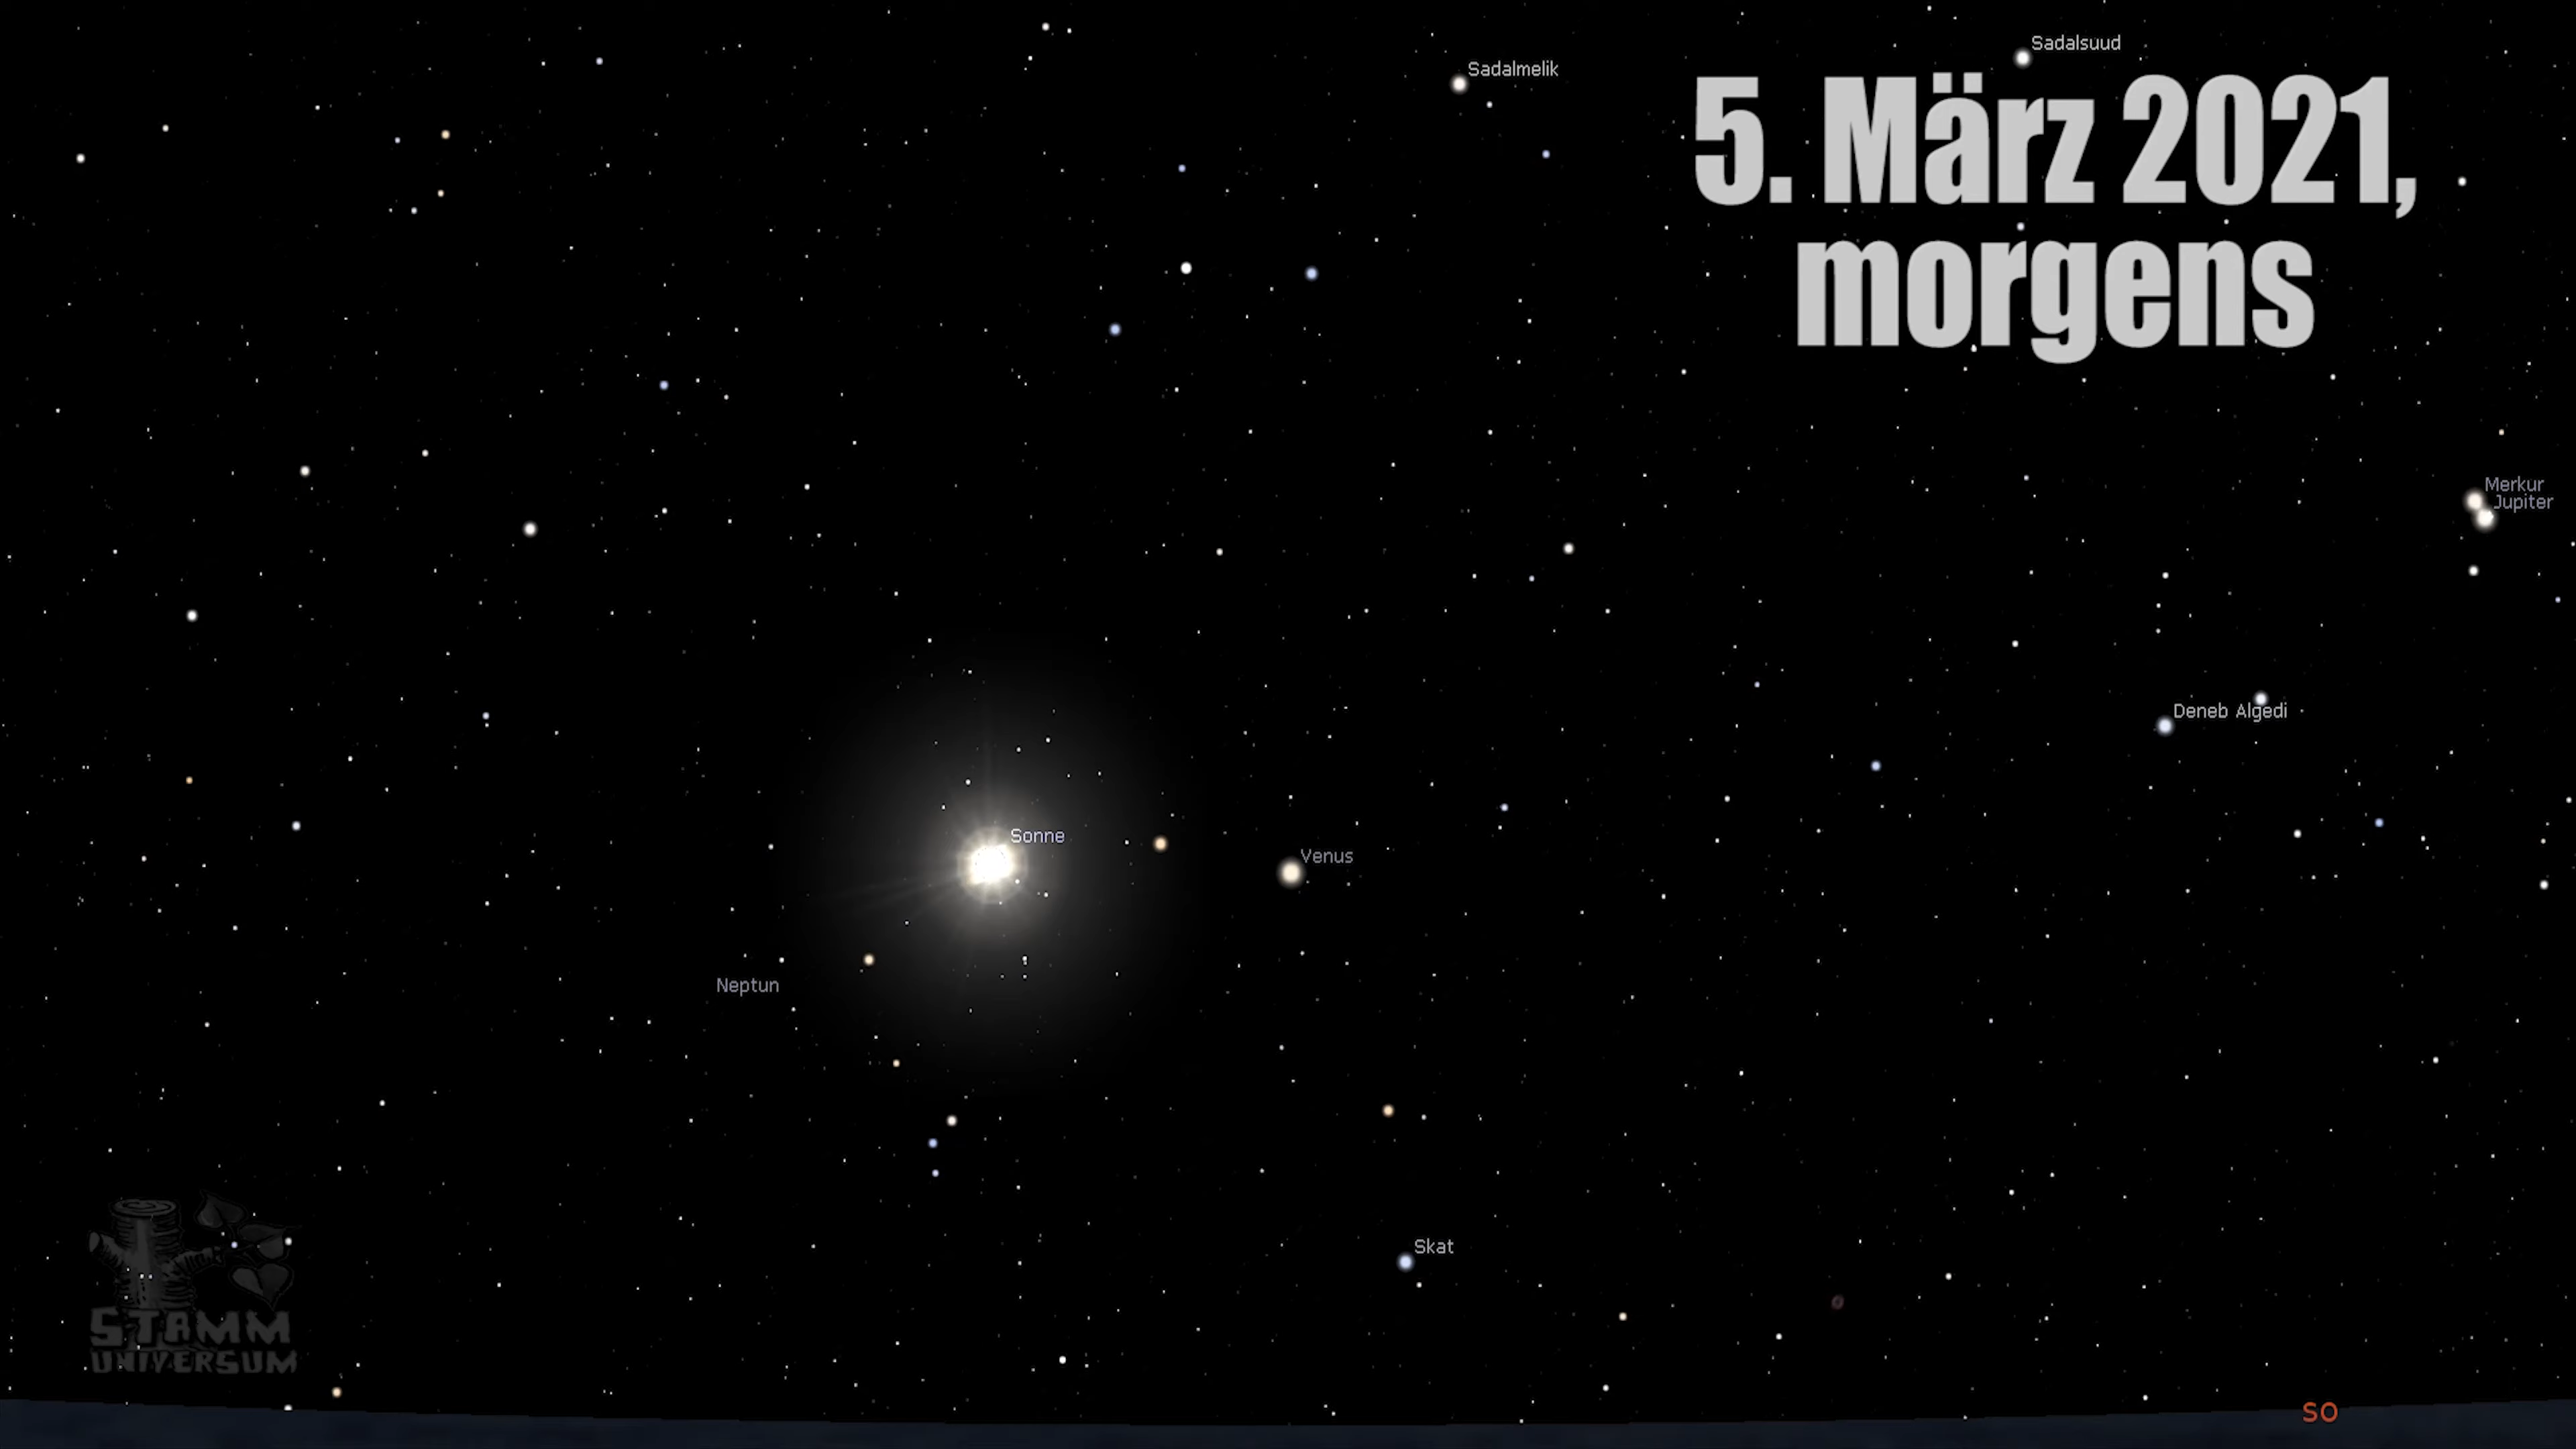 Sadalsuud
Sadalmelik
5. März 2021,
morgens
Merkur
Jupiter
Deneb Algedi
Sonne
Venus
Neptun
Skat
STAMM
UNIVERSUM
SO